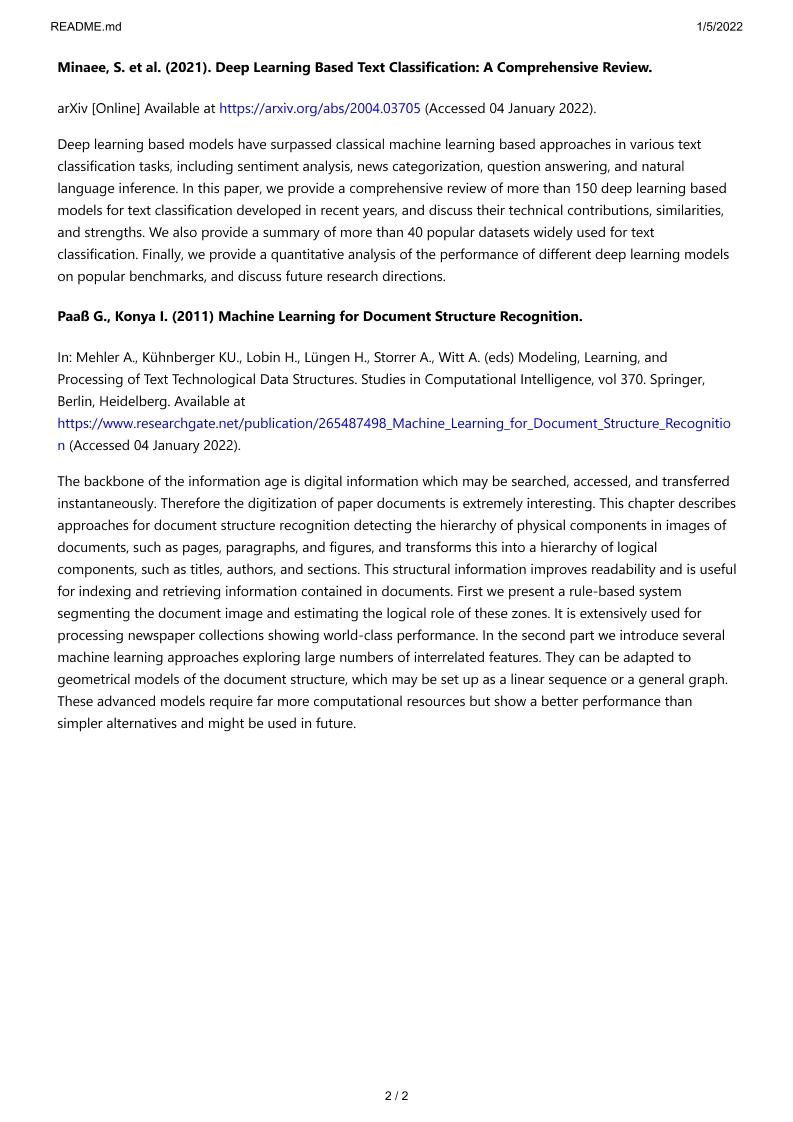 README.md 1/5/2022
Minaee, S. et al. (2021). Deep Learning Based Text Classification: A Comprehensive Review.
arXiv [Online] Available at https://arxiv.org/abs/2004.03705 (Accessed 04 January 2022).
Deep learning based models have surpassed classical machine learning based approaches in various text
classification tasks, including sentiment analysis, news categorization, question answering, and natural
language inference. In this paper, we provide a comprehensive review of more than 150 deep learning based
models for text classification developed in recent years, and discuss their technical contributions, similarities,
and strengths. We also provide a summary of more than 40 popular datasets widely used for text
classification. Finally, we provide a quantitative analysis of the performance of different deep learning models
on popular benchmarks, and discuss future research directions.
Paaß G., Konya I. (2011) Machine Learning for Document Structure Recognition.
In: Mehler A., Kühnberger KU., Lobin H., Lüngen H., Storrer A., Witt A. (eds) Modeling, Learning, and
Processing of Text Technological Data Structures. Studies in Computational Intelligence, vol 370. Springer,
Berlin, Heidelberg. Available at
https://www.researchgate.net/publication/265487498_Machine_Learning_for_Document_Structure_Recognitio
n (Accessed 04 January 2022).
The backbone of the information age is digital information which may be searched, accessed, and transferred
instantaneously. Therefore the digitization of paper documents is extremely interesting. This chapter describes
approaches for document structure recognition detecting the hierarchy of physical components in images of
documents, such as pages, paragraphs, and figures, and transforms this into a hierarchy of logical
components, such as titles, authors, and sections. This structural information improves readability and is useful
for indexing and retrieving information contained in documents. First we present a rule-based system
segmenting the document image and estimating the logical role of these zones. It is extensively used for
processing newspaper collections showing world-class performance. In the second part we introduce several
machine learning approaches exploring large numbers of interrelated features. They can be adapted to
geometrical models of the document structure, which may be set up as a linear sequence or a general graph.
These advanced models require far more computational resources but show a better performance than
simpler alternatives and might be used in future.
2 / 2